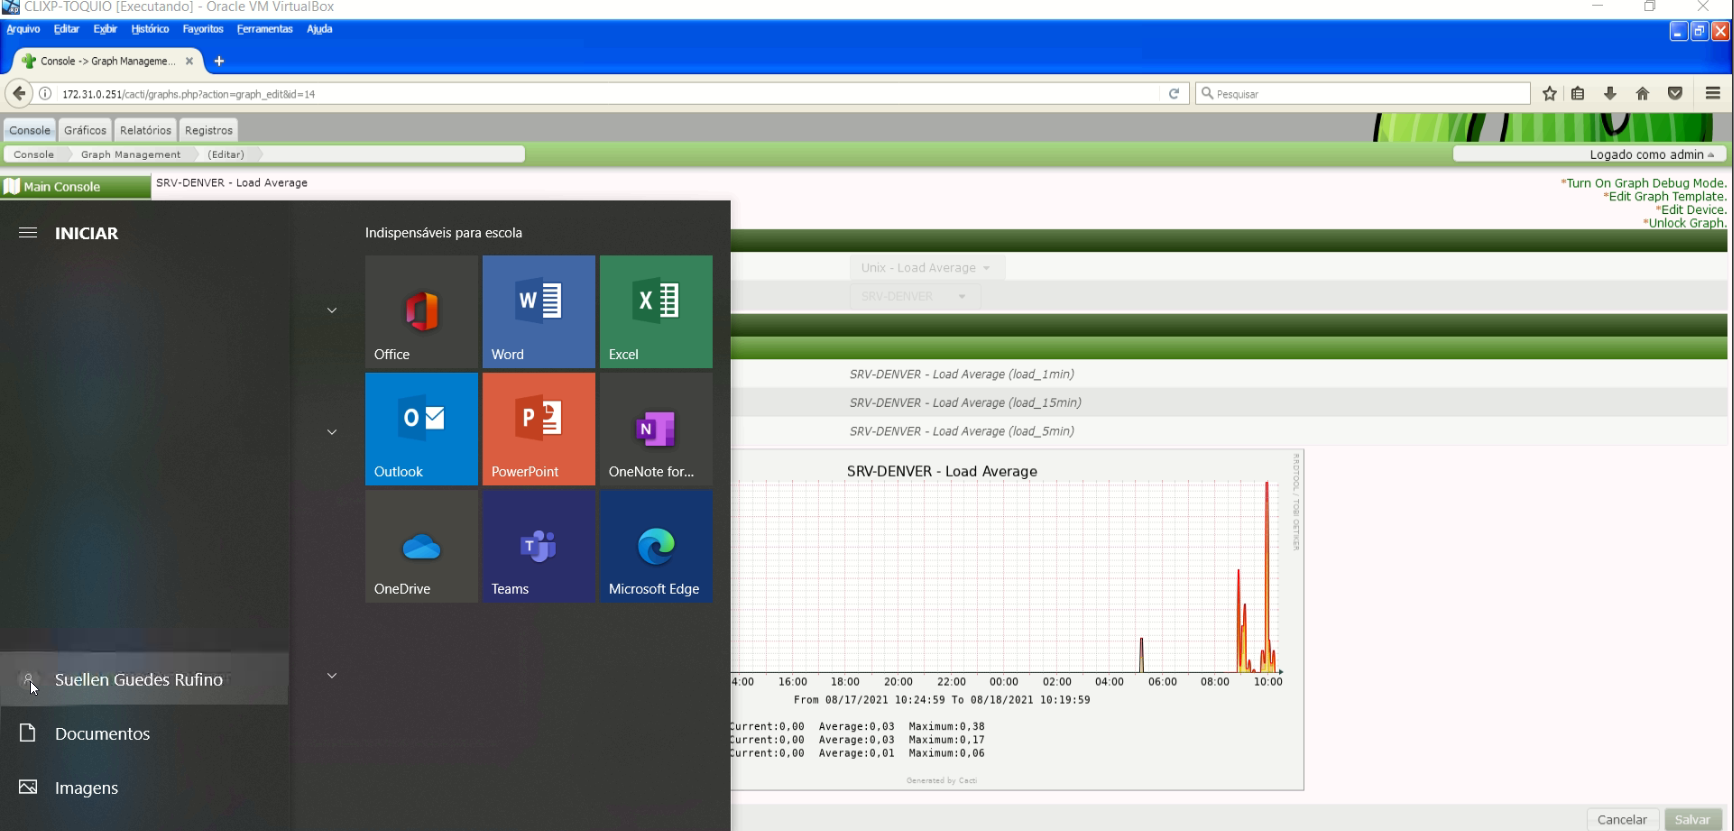 CLIXP-TOQUIO [Executando] - Oracle VM VirtualBox
Arquivo Editar Exibir Histórico Favoritos Ferramentas Ajuda
Console -> Graph Manageme...
172.31.0.251/cacti/graphs.php?action=graph_edit&id=14
Pesquisar
Console Gráficos Relatórios Registros
Console Graph Management (Editar)
Logado como admin
Main Console
SRV-DENVER - Load Average
*Turn On Graph Debug Mode.
*Edit Graph Template.
*Edit Device.
*Unlock Graph.
INICIAR
Indispensáveis para escola
Office Word Excel
Outlook PowerPoint OneNote for...
OneDrive Teams Microsoft Edge
Suellen Guedes Rufino
Documentos
Imagens
Unix - Load Average
SRV-DENVER
SRV-DENVER - Load Average (load_1min)
SRV-DENVER - Load Average (load_15min)
SRV-DENVER - Load Average (load_5min)
SRV-DENVER - Load Average
RRDTOOL / TOBI OETIKER
4:00 16:00 18:00 20:00 22:00 00:00 02:00 04:00 06:00 08:00 10:00
From 08/17/2021 10:24:59 To 08/18/2021 10:19:59
Current:0,00 Average:0,03 Maximum:0,38
Current:0,00 Average:0,03 Maximum:0,17
Current:0,00 Average:0,01 Maximum:0,06
Generated by Cacti
Cancelar Salvar